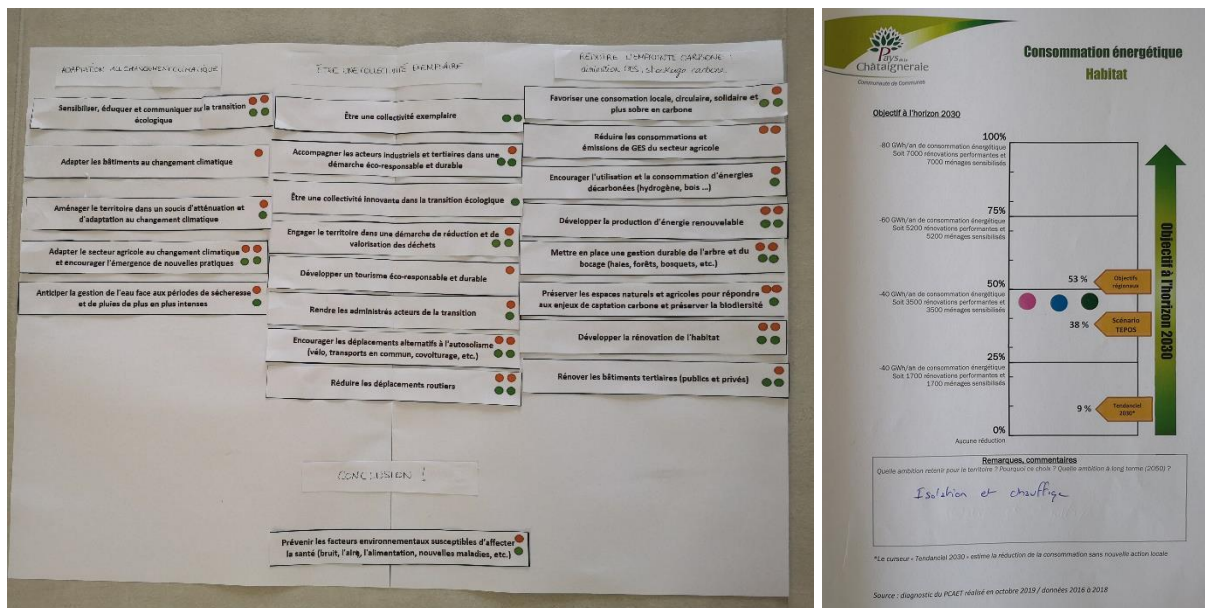 ADAPTATION AU CHANGEMENT CLIMATIQUE
Sensibiliser, éduquer et communiquer sur la transition
écologique
Adapter les bâtiments au changement climatique
Aménager le territoire dans un soucis d'atténuation et
d'adaptation au changement climatique
Adapter le secteur agricole au changement climatique
et encourager l'émergence de nouvelles pratiques
Anticiper la gestion de l'eau face aux périodes de sécheresse
et de pluies de plus en plus intenses
ÊTRE UNE COLLECTIVITÉ EXEMPLAIRE
Être une collectivité exemplaire
Accompagner les acteurs industriels et tertiaires dans une
démarche éco-responsable et durable
Être une collectivité innovante dans la transition écologique
Engager le territoire dans une démarche de réduction et de
valorisation des déchets
Développer un tourisme éco-responsable et durable
Rendre les administrés acteurs de la transition
Encourager les déplacements alternatifs à l'autosolisme
(vélo, transports en commun, covoiturage, etc.)
Réduire les déplacements routiers
RÉDUIRE L'EMPREINTE CARBONE :
GES, stockage carbone
Favoriser une consomation locale, circulaire, solidaire et
plus sobre en carbone
Réduire les consommations et
émissions de GES du secteur agricole
Encourager l'utilisation et la consommation d'énergies
décarbonées (hydrogène, bois ...)
Développer la production d'énergie renouvelable
Mettre en place une gestion durable de l'arbre et du
bocage (haies, forêts, bosquets, etc.)
Préserver les espaces naturels et agricoles pour répondre
aux enjeux de captation carbone et préserver la biodiersité
Développer la rénovation de l'habitat
Rénover les bâtiments tertiaires (publics et privés)
CONCLUSION !
Prévenir les facteurs environnementaux susceptibles d'affecter
la santé (bruit, l'aire, l'alimentation, nouvelles maladies, etc.)
Pays de la
Châtaigneraie
Communauté de Communes
Consommation énergétique
Habitat
Objectif à l'horizon 2030
100%
-80 GWh/an de consommation énergétique
Soit 7000 rénovations performantes et
7000 ménages sensibilisés
75%
-60 GWh/an de consommation énergétique
Soit 5200 rénovations performantes et
5200 ménages sensibilisés
53 %
Objectifs
régionaux
50%
-40 GWh/an de consommation énergétique
Soit 3500 rénovations performantes et
3500 ménages sensibilisés
38 %
Scénario
TEPOS
25%
-40 GWh/an de consommation énergétique
Soit 1700 rénovations performantes et
1700 ménages sensibilisés
9 %
Tendanciel
2030*
0%
Aucune réduction
Objectif à l'horizon 2030
Remarques, commentaires
Quelle ambition retenir pour le territoire ? Pourquoi ce choix ? Quelle ambition à long terme (2050) ?
Isolation et chauffage
*Le curseur « Tendanciel 2030 » estime la réduction de la consommation sans nouvelle action locale
Source : diagnostic du PCAET réalisé en octobre 2019 / données 2016 à 2018